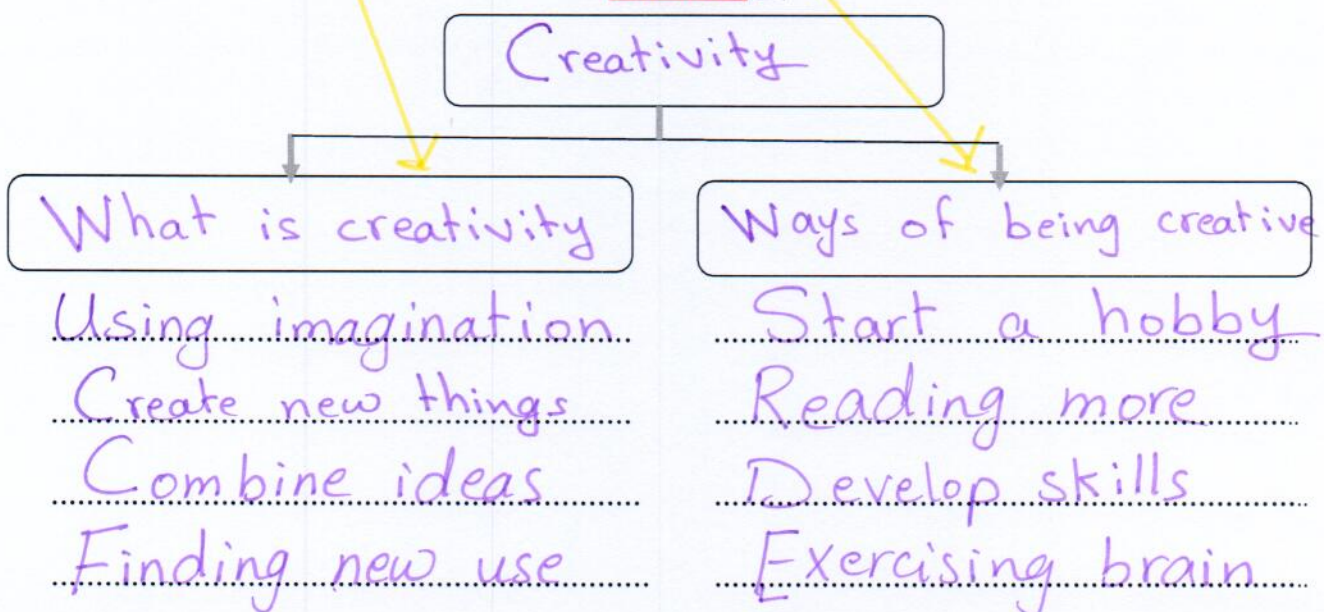 Creativity
What is creativity
Using imagination
Create new things
Combine ideas
Finding new use
Ways of being creative
Start a hobby
Reading more
Develop skills
Exercising brain